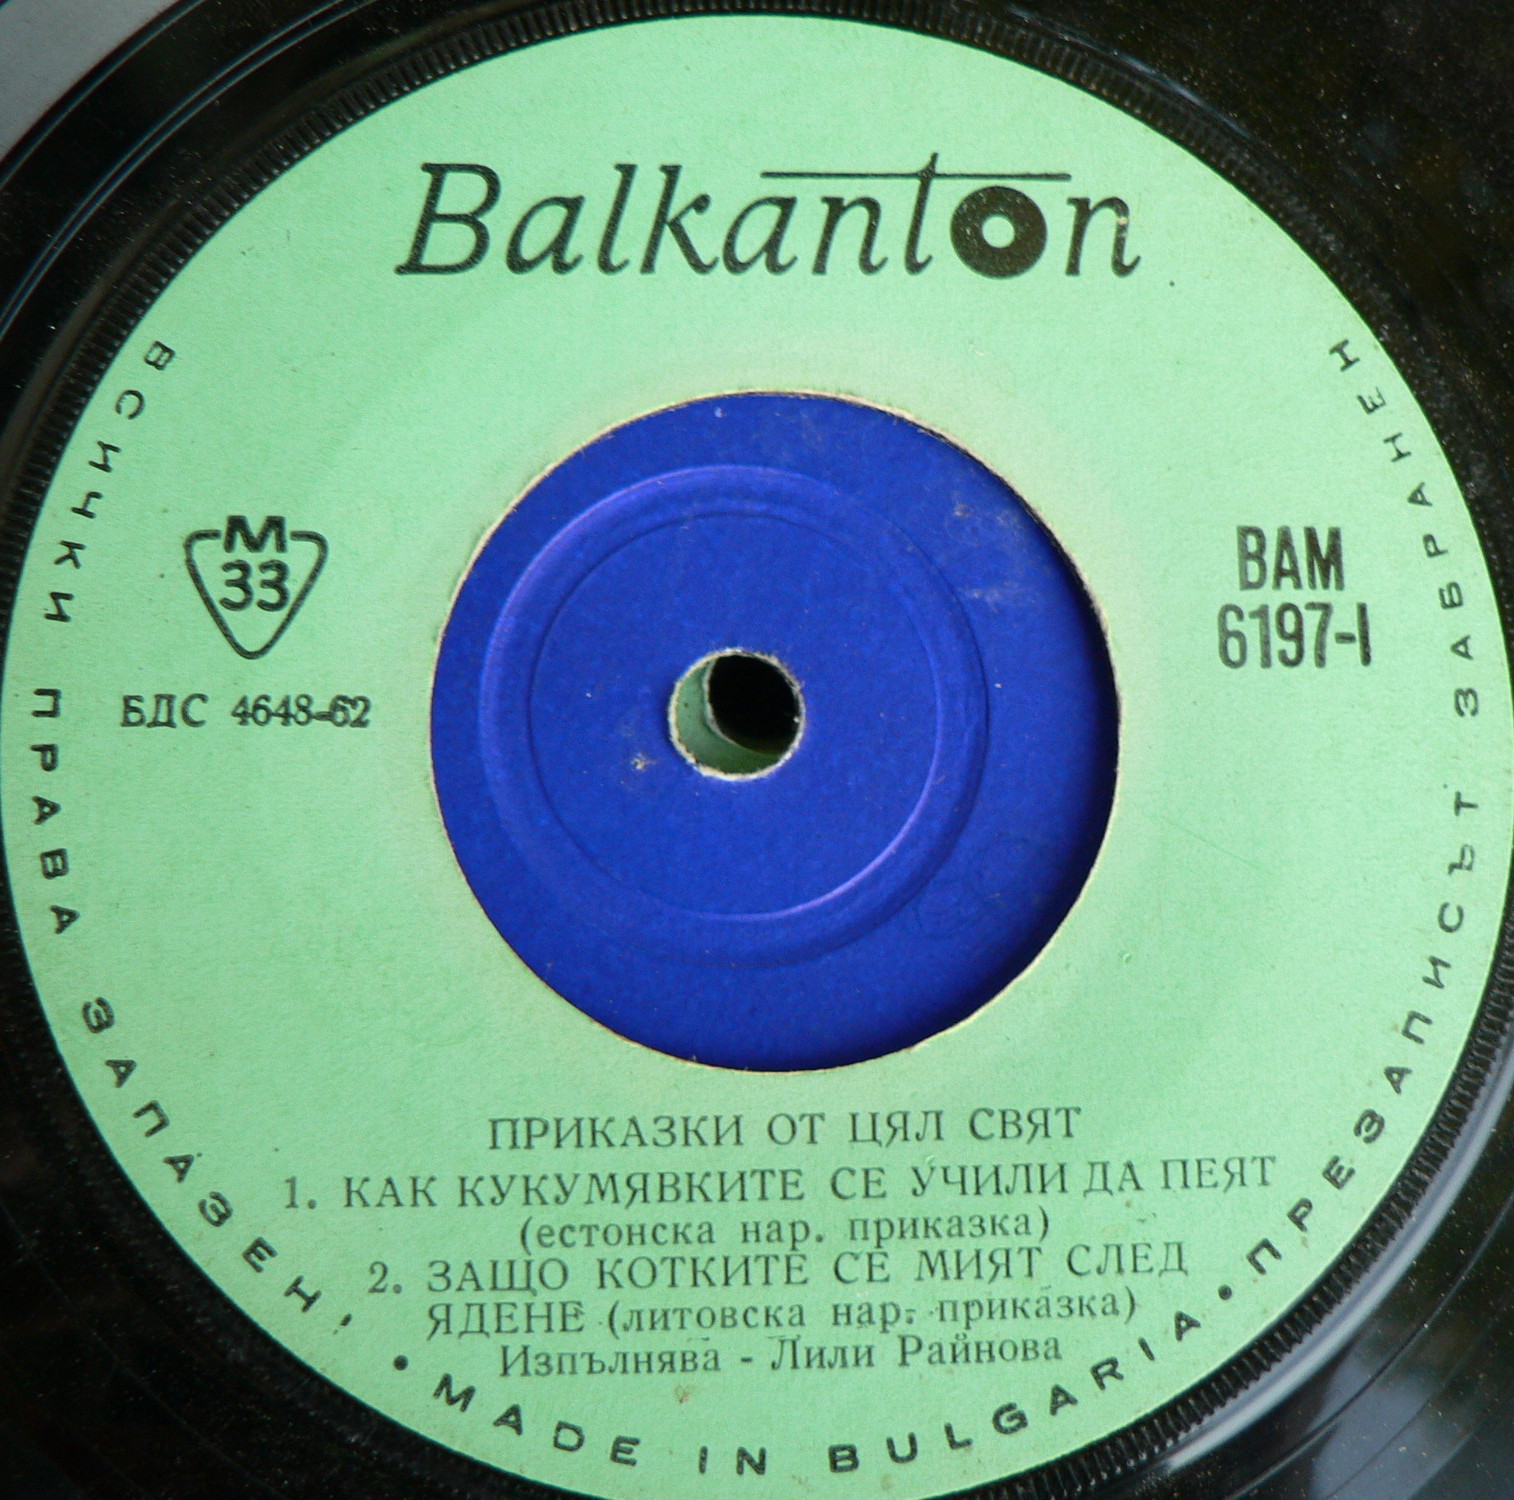 Balkanton
M
33
БДС 4648-62
BAM
6197-I
ПРИКАЗКИ ОТ ЦЯЛ СВЯТ
1. КАК КУКУМЯВКИТЕ СЕ УЧИЛИ ДА ПЕЯТ
(естонска нар. приказка)
2. ЗАЩО КОТКИТЕ СЕ МИЯТ СЛЕД
ЯДЕНЕ (литовска нар. приказка)
Изпълнява - Лили Райнова
ВСИЧКИ ПРАВА ЗАПАЗЕНИ • MADE IN BULGARIA • ПРЕЗАПИСЪТ ЗАБРАНЕН